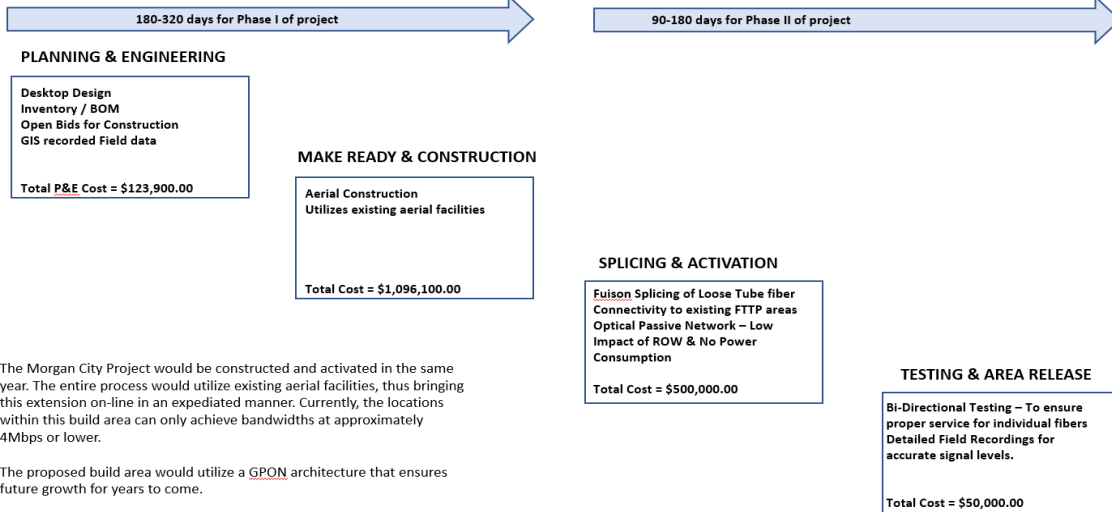 180-320 days for Phase I of project
90-180 days for Phase II of project
PLANNING & ENGINEERING
Desktop Design
Inventory / BOM
Open Bids for Construction
GIS recorded Field data
Total P&E Cost = $123,900.00
MAKE READY & CONSTRUCTION
Aerial Construction
Utilizes existing aerial facilities
Total Cost = $1,096,100.00
SPLICING & ACTIVATION
Fuison Splicing of Loose Tube fiber
Connectivity to existing FTTP areas
Optical Passive Network – Low
Impact of ROW & No Power
Consumption
Total Cost = $500,000.00
TESTING & AREA RELEASE
Bi-Directional Testing – To ensure
proper service for individual fibers
Detailed Field Recordings for
accurate signal levels.
Total Cost = $50,000.00
The Morgan City Project would be constructed and activated in the same
year. The entire process would utilize existing aerial facilities, thus bringing
this extension on-line in an expediated manner. Currently, the locations
within this build area can only achieve bandwidths at approximately
4Mbps or lower.
The proposed build area would utilize a GPON architecture that ensures
future growth for years to come.